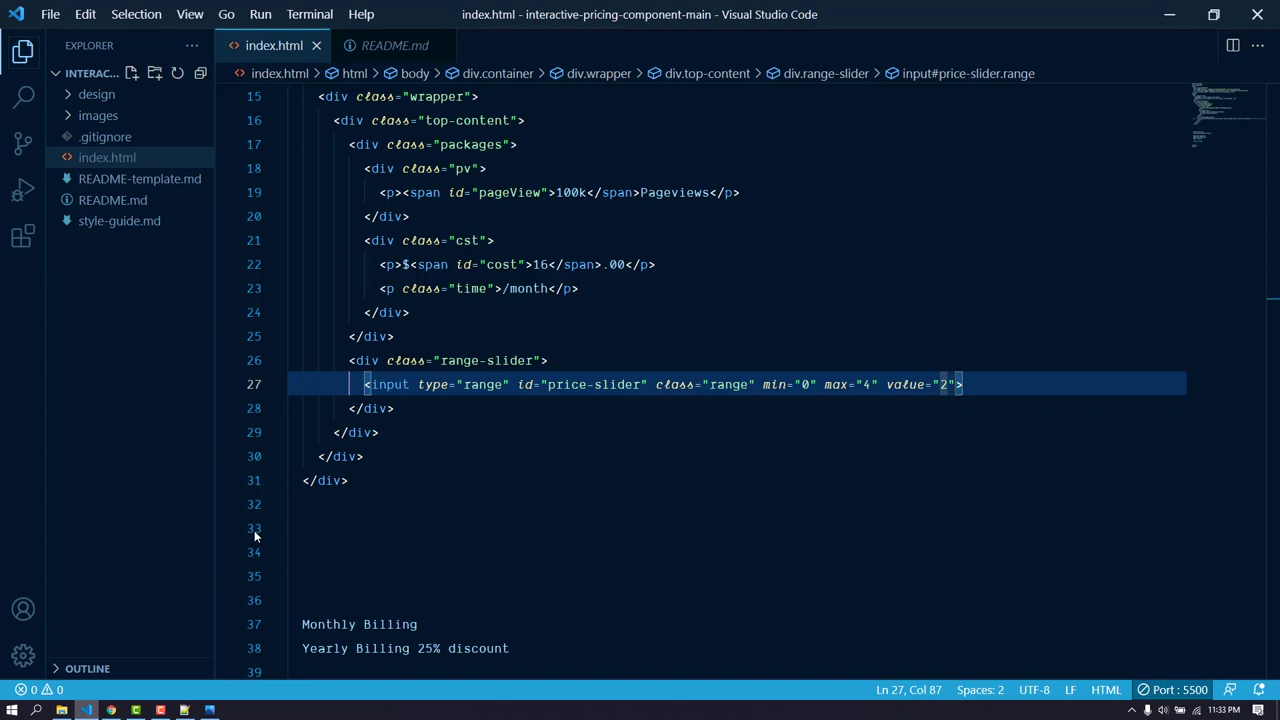 File Edit Selection View Go Run Terminal Help index.html - interactive-pricing-component-main - Visual Studio Code
EXPLORER ··· index.html README.md
INTERAC... index.html html body div.container div.wrapper div.top-content div.range-slider input#price-slider.range
design
images
.gitignore
index.html
README-template.md
README.md
style-guide.md
15 <div class="wrapper">
16 <div class="top-content">
17 <div class="packages">
18 <div class="pv">
19 <p><span id="pageView">100k</span>Pageviews</p>
20 </div>
21 <div class="cst">
22 <p>$<span id="cost">16</span>.00</p>
23 <p class="time">/month</p>
24 </div>
25 </div>
26 <div class="range-slider">
27 <input type="range" id="price-slider" class="range" min="0" max="4" value="2">
28 </div>
29 </div>
30 </div>
31 </div>
32
33
34
35
36
37 Monthly Billing
38 Yearly Billing 25% discount
39
OUTLINE
0 0 Ln 27, Col 87 Spaces: 2 UTF-8 LF HTML Port : 5500
11:33 PM